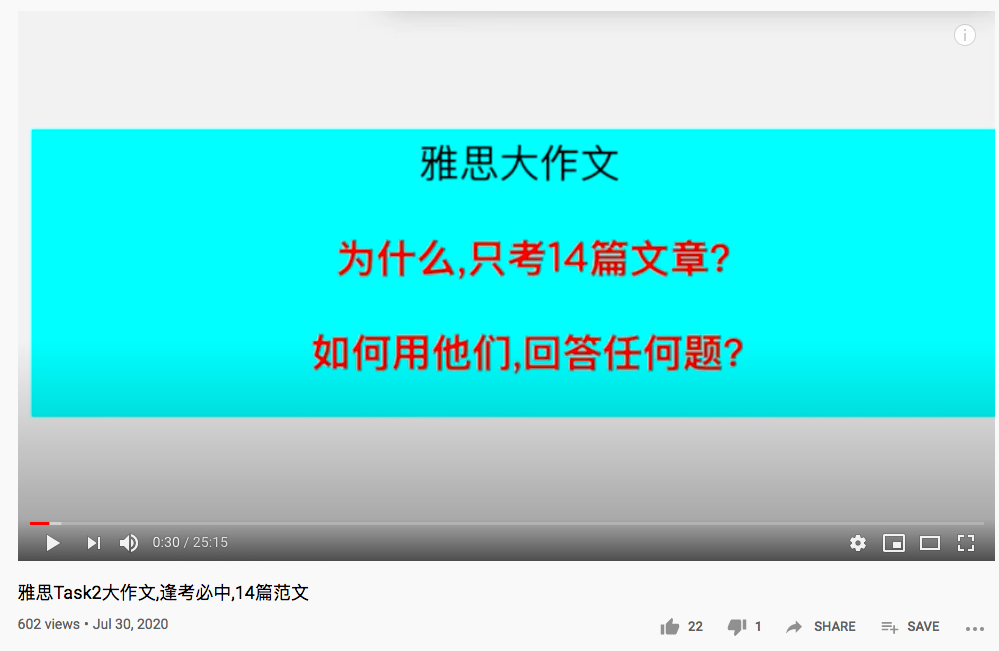 雅思大作文
为什么,只考14篇文章?
如何用他们,回答任何题?
0:30 / 25:15
雅思Task2大作文,逢考必中,14篇范文
602 views • Jul 30, 2020
22 1 SHARE SAVE